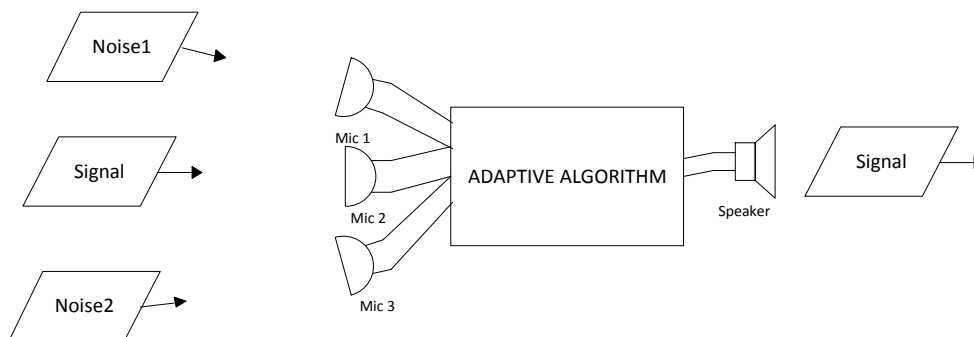 Noise1
Signal
Noise2
Mic 1
Mic 2
Mic 3
ADAPTIVE ALGORITHM
Speaker
Signal